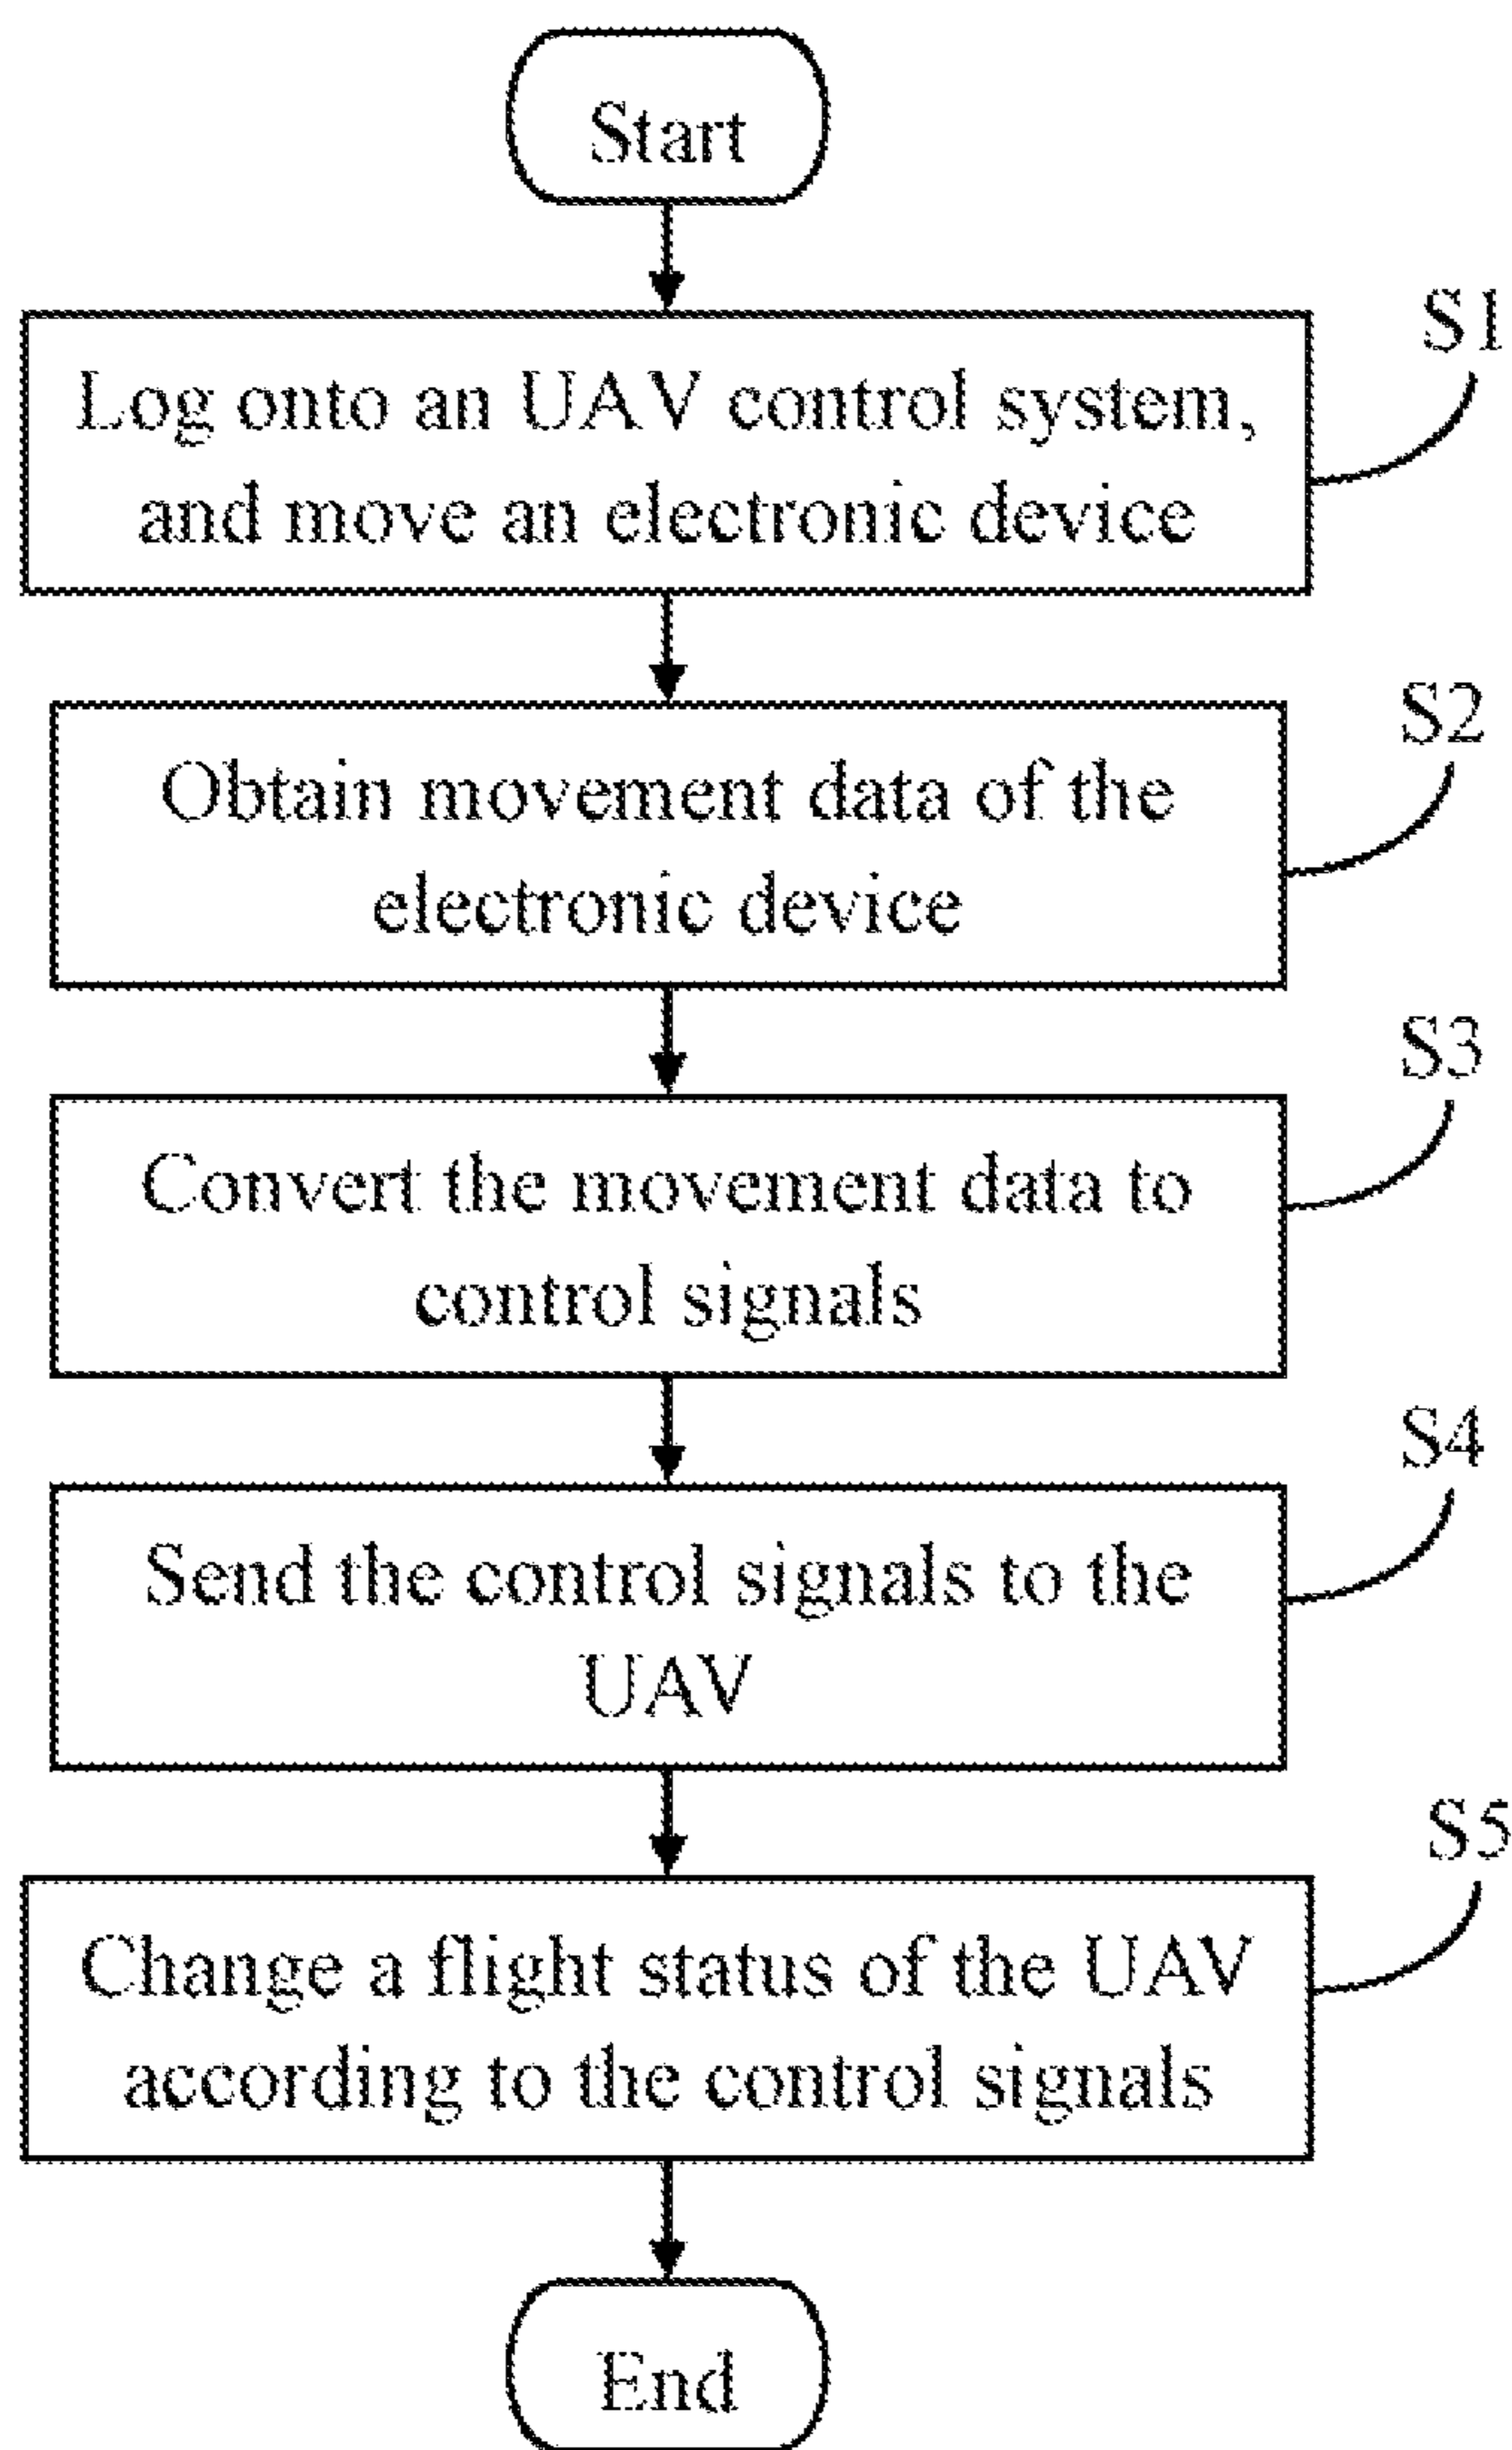 Start
S1
Log onto an UAV control system,
and move an electronic device
S2
Obtain movement data of the
electronic device
S3
Convert the movement data to
control signals
S4
Send the control signals to the
UAV
S5
Change a flight status of the UAV
according to the control signals
End